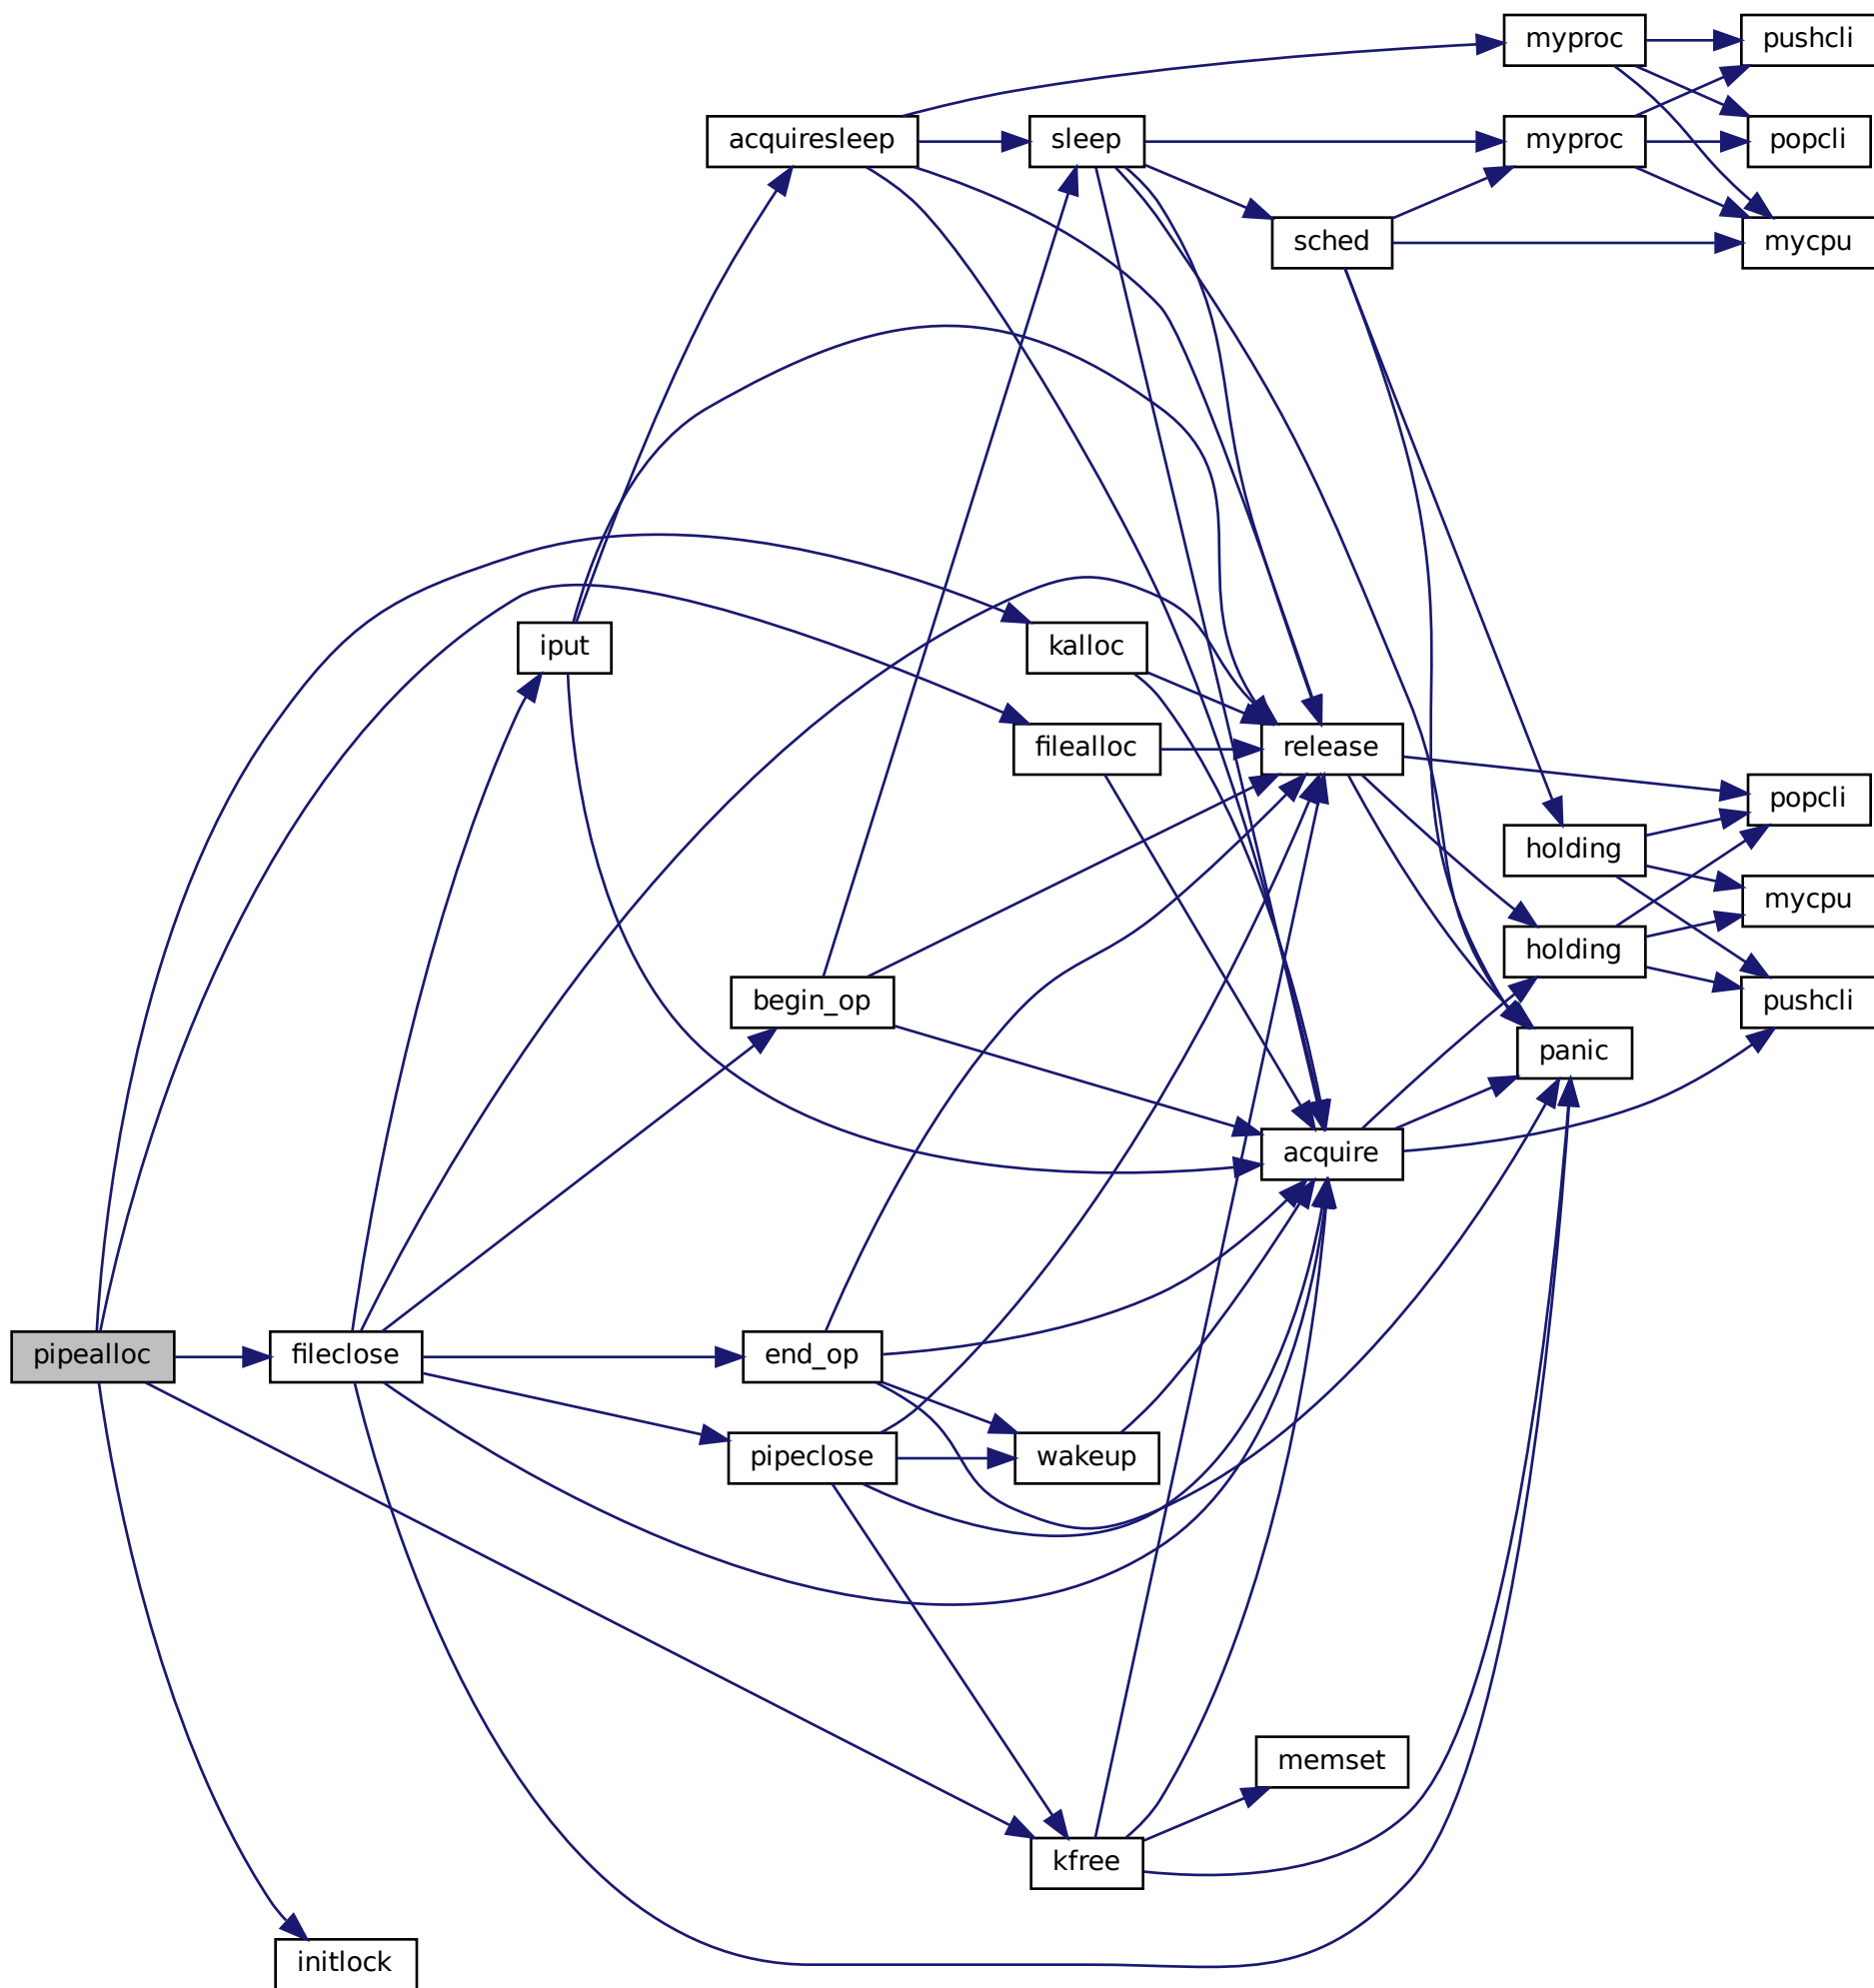 myproc
pushcli
acquiresleep
sleep
myproc
popcli
sched
mycpu
iput
kalloc
filealloc
release
popcli
holding
mycpu
holding
begin_op
pushcli
panic
acquire
pipealloc
fileclose
end_op
pipeclose
wakeup
memset
kfree
initlock